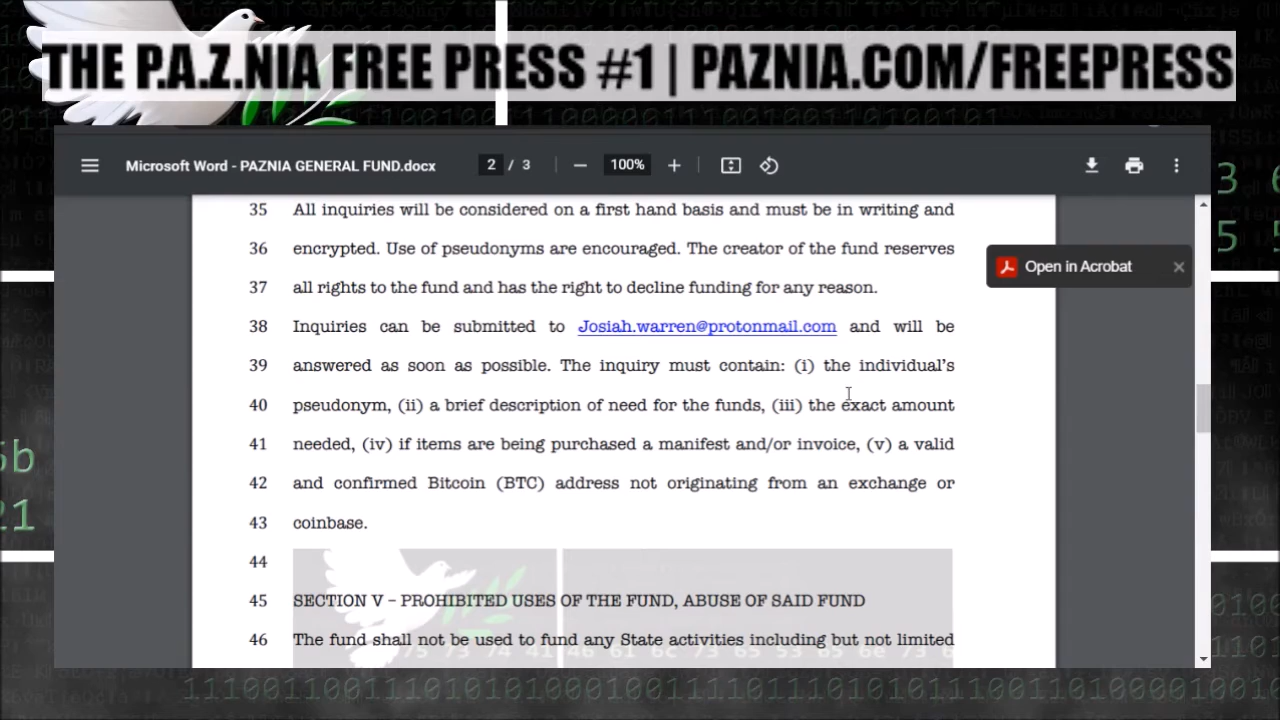 THE P.A.Z.NIA FREE PRESS #1 | PAZNIA.COM/FREEPRESS
Microsoft Word - PAZNIA GENERAL FUND.docx 2 / 3 100%
35 All inquiries will be considered on a first hand basis and must be in writing and
Open in Acrobat
36 encrypted. Use of pseudonyms are encouraged. The creator of the fund reserves
37 all rights to the fund and has the right to decline funding for any reason.
38 Inquiries can be submitted to Josiah.warren@protonmail.com and will be
39 answered as soon as possible. The inquiry must contain: (i) the individual's
40 pseudonym, (ii) a brief description of need for the funds, (iii) the exact amount
41 needed, (iv) if items are being purchased a manifest and/or invoice, (v) a valid
42 and confirmed Bitcoin (BTC) address not originating from an exchange or
43 coinbase.
44
45 SECTION V – PROHIBITED USES OF THE FUND, ABUSE OF SAID FUND
46 The fund shall not be used to fund any State activities including but not limited